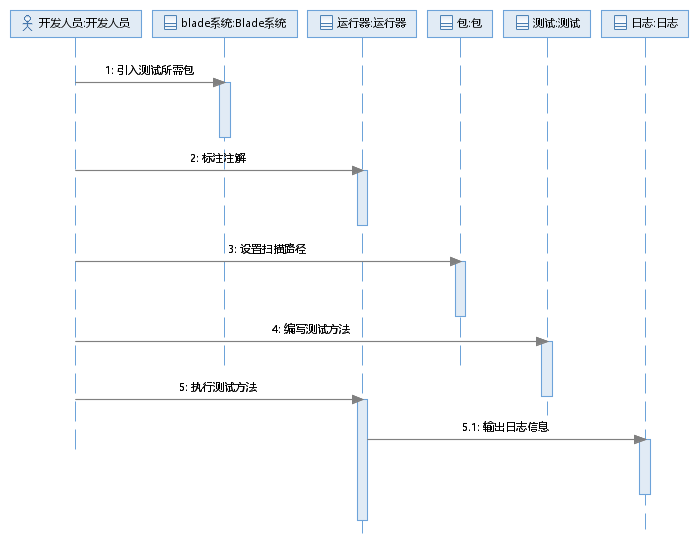 开发人员:开发人员
blade系统:Blade系统
运行器:运行器
包:包
测试:测试
日志:日志
1: 引入测试所需包
2: 标注注解
3: 设置扫描路径
4: 编写测试方法
5: 执行测试方法
5.1: 输出日志信息